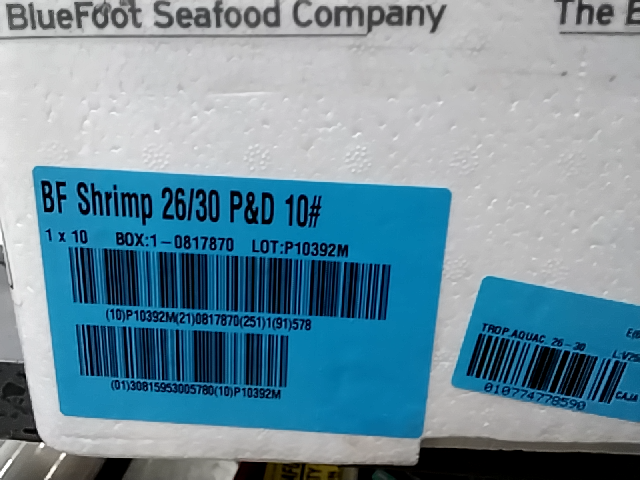 BlueFoot Seafood Company
The
BF Shrimp 26/30 P&D 10#
1 x 10 BOX:1-0817870 LOT:P10392M
(10)P10392M(21)0817870(251)1(91)578
(01)30815953005780(10)P10392M
TROP.AQUAC 26-30
010774778590
CAJA